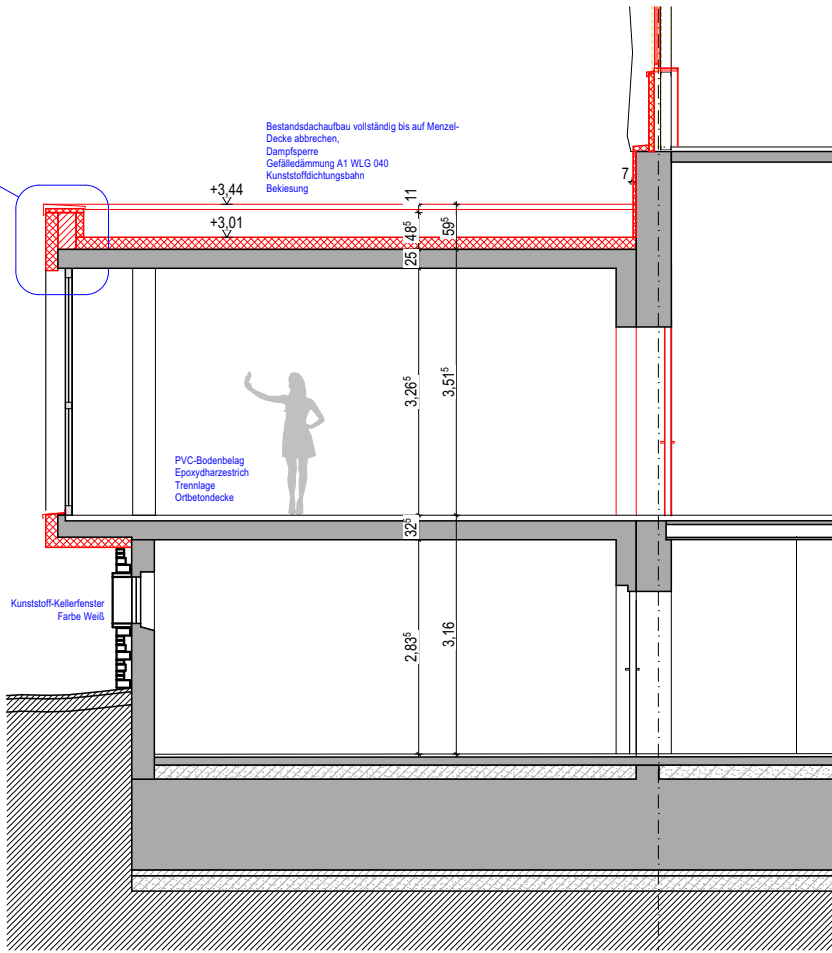 Bestandsdachaufbau vollständig bis auf Menzel-
Decke abbrechen,
Dampfsperre
Gefälledämmung A1 WLG 040
Kunststoffdichtungsbahn
Bekiesung
7
+3,44
+3,01
11
48⁵
59⁵
25
3,26⁵
3,51⁵
PVC-Bodenbelag
Epoxydharzestrich
Trennlage
Ortbetondecke
32⁵
Kunststoff-Kellerfenster
Farbe Weiß
2,83⁵
3,16